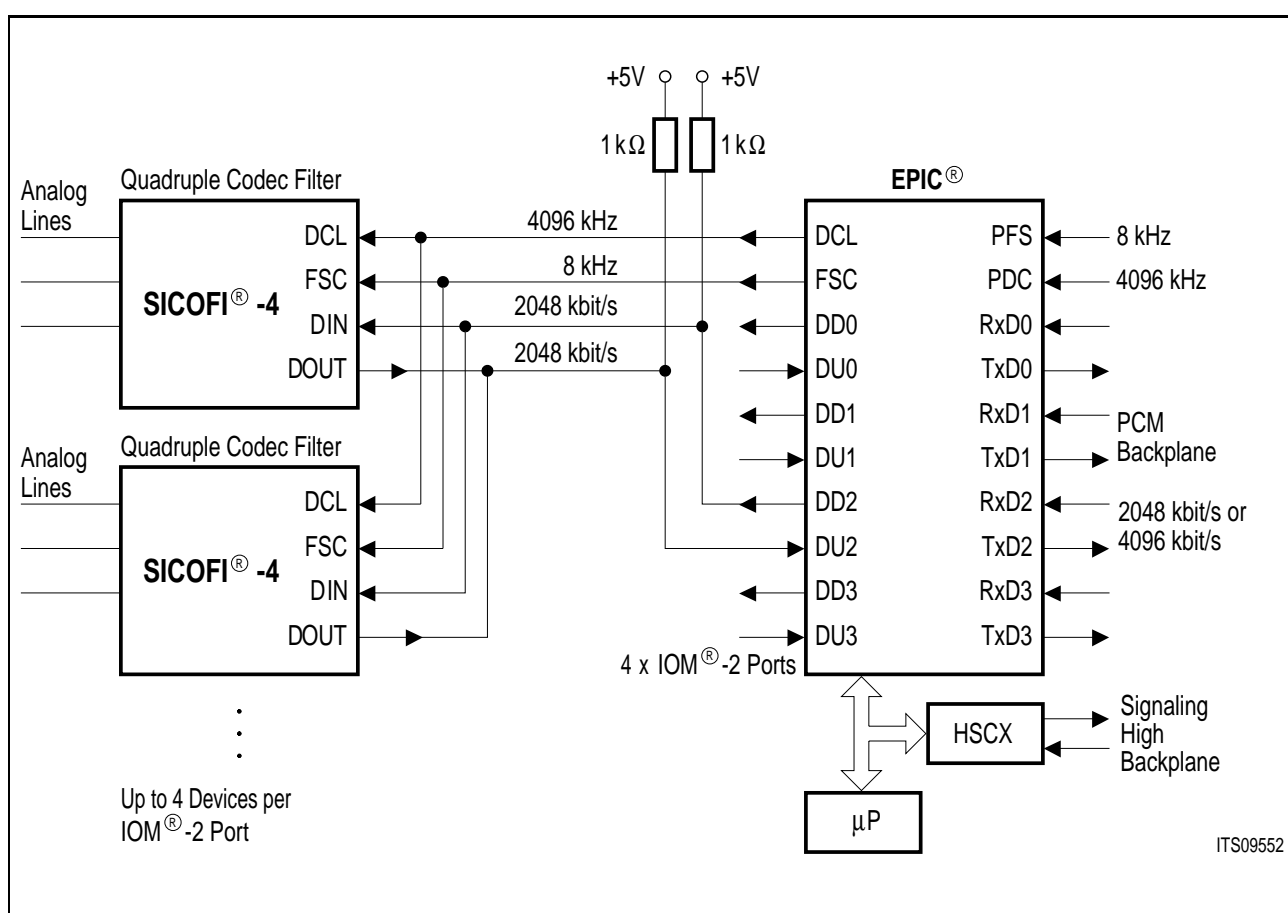 +5V
+5V
1kΩ
1kΩ
Quadruple Codec Filter
Analog
Lines
SICOFI® -4
DCL
FSC
DIN
DOUT
4096 kHz
8 kHz
2048 kbit/s
2048 kbit/s
Quadruple Codec Filter
Analog
Lines
SICOFI® -4
DCL
FSC
DIN
DOUT
Up to 4 Devices per
IOM®-2 Port
EPIC®
DCL
FSC
DD0
DU0
DD1
DU1
DD2
DU2
DD3
DU3
PFS
PDC
RxD0
TxD0
RxD1
TxD1
RxD2
TxD2
RxD3
TxD3
8 kHz
4096 kHz
PCM
Backplane
2048 kbit/s or
4096 kbit/s
4 x IOM®-2 Ports
HSCX
Signaling
High
Backplane
μP
ITS09552